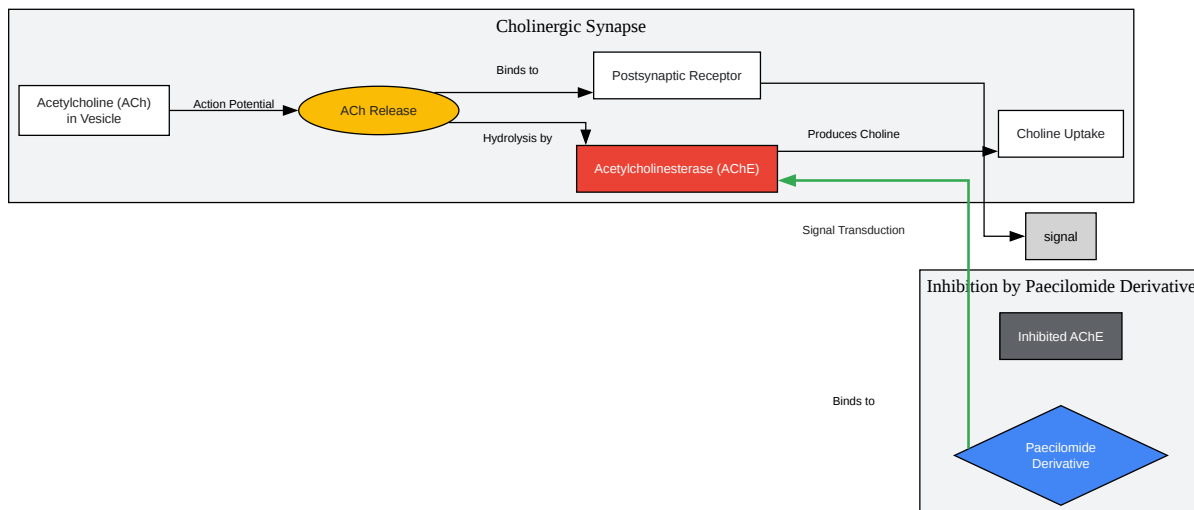 Cholinergic Synapse
Acetylcholine (ACh)
in Vesicle
Action Potential
ACh Release
Binds to
Postsynaptic Receptor
Hydrolysis by
Acetylcholinesterase (AChE)
Produces Choline
Choline Uptake
Signal Transduction
signal
Inhibition by Paecilomide Derivative
Inhibited AChE
Binds to
Paecilomide
Derivative